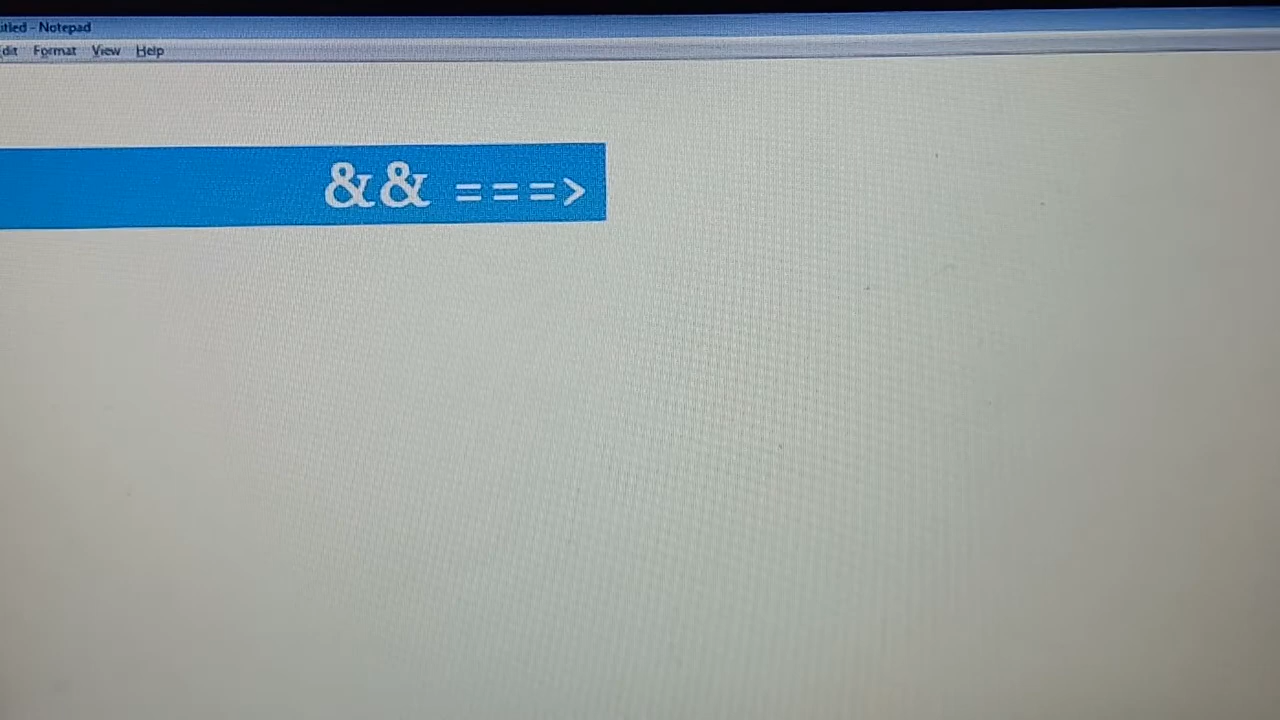 itled - Notepad
dit Format View Help
&& ===>